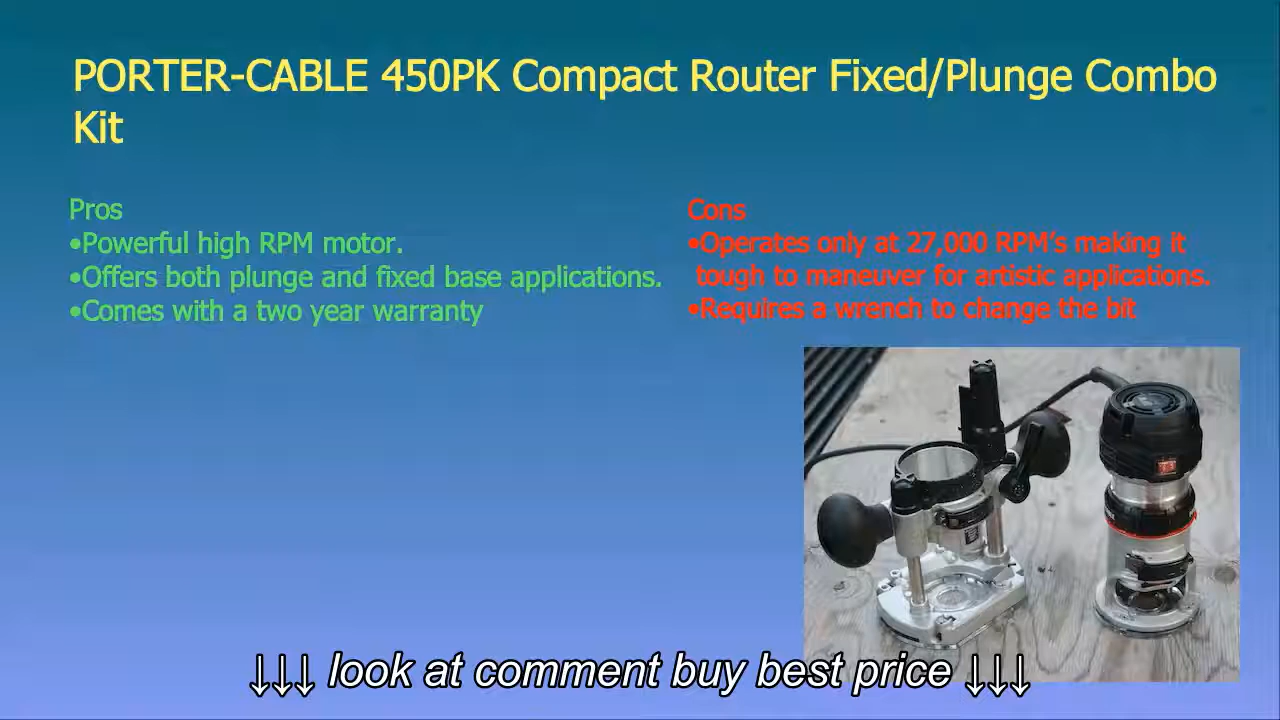 PORTER-CABLE 450PK Compact Router Fixed/Plunge Combo
Kit
Pros
•Powerful high RPM motor.
•Offers both plunge and fixed base applications.
•Comes with a two year warranty
Cons
•Operates only at 27,000 RPM's making it
tough to maneuver for artistic applications.
•Requires a wrench to change the bit
↓↓↓ look at comment buy best price ↓↓↓